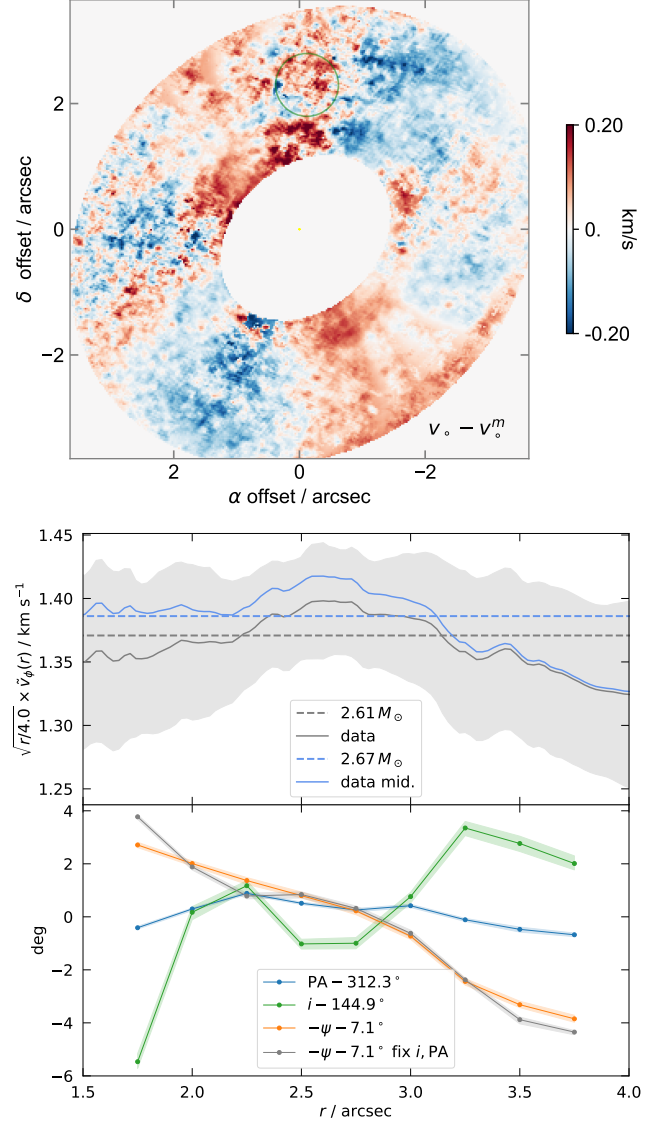 2
0
−2
δ offset / arcsec
2
0
−2
α offset / arcsec
v∘ − v∘ᵐ
0.20
0.
-0.20
km/s
1.45
1.40
1.35
1.30
1.25
√r/4.0 × ṽϕ(r) / km s⁻¹
2.61 M⊙
data
2.67 M⊙
data mid.
4
2
0
−2
−4
−6
deg
PA − 312.3°
i − 144.9°
−ψ − 7.1°
−ψ − 7.1° fix i, PA
1.5 2.0 2.5 3.0 3.5 4.0
r / arcsec